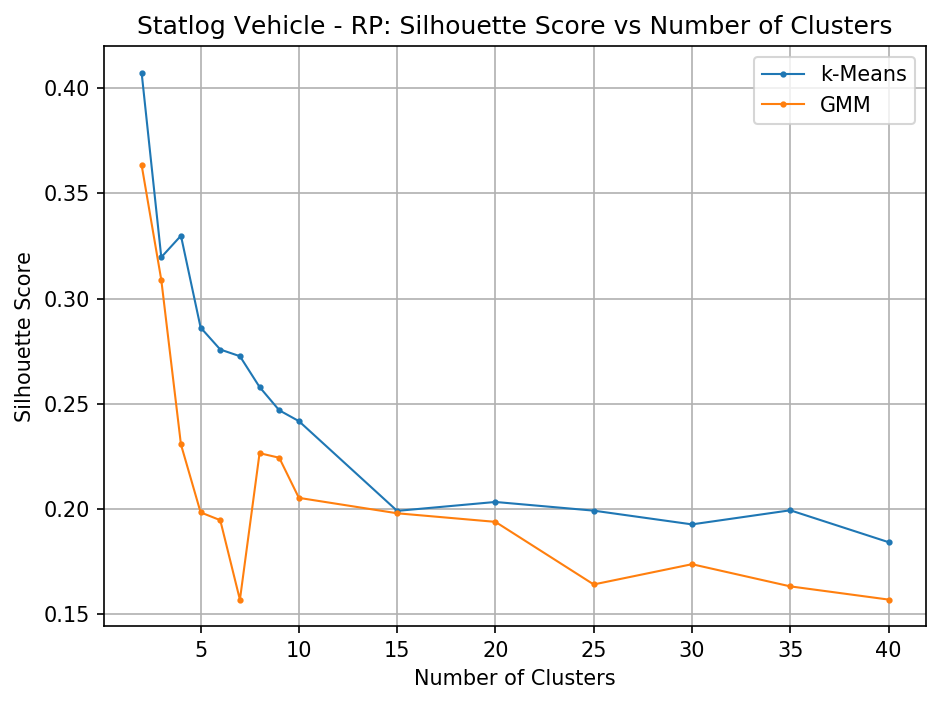 Statlog Vehicle - RP: Silhouette Score vs Number of Clusters
k-Means
GMM
Silhouette Score
0.40
0.35
0.30
0.25
0.20
0.15
5 10 15 20 25 30 35 40
Number of Clusters